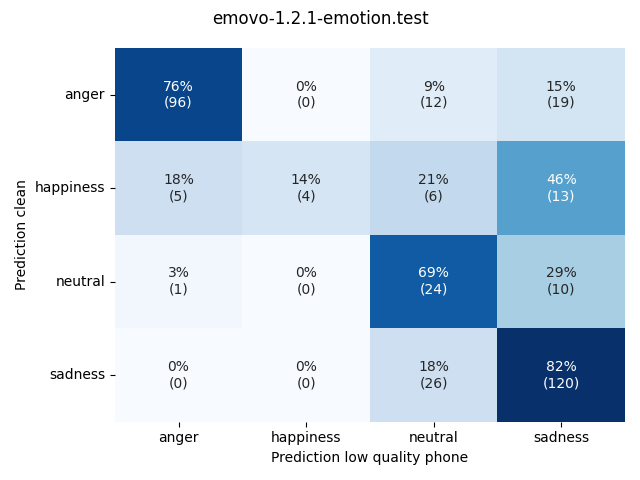 emovo-1.2.1-emotion.test
Prediction clean
anger
76%
(96)
0%
(0)
9%
(12)
15%
(19)
happiness
18%
(5)
14%
(4)
21%
(6)
46%
(13)
neutral
3%
(1)
0%
(0)
69%
(24)
29%
(10)
sadness
0%
(0)
0%
(0)
18%
(26)
82%
(120)
anger
happiness
neutral
sadness
Prediction low quality phone